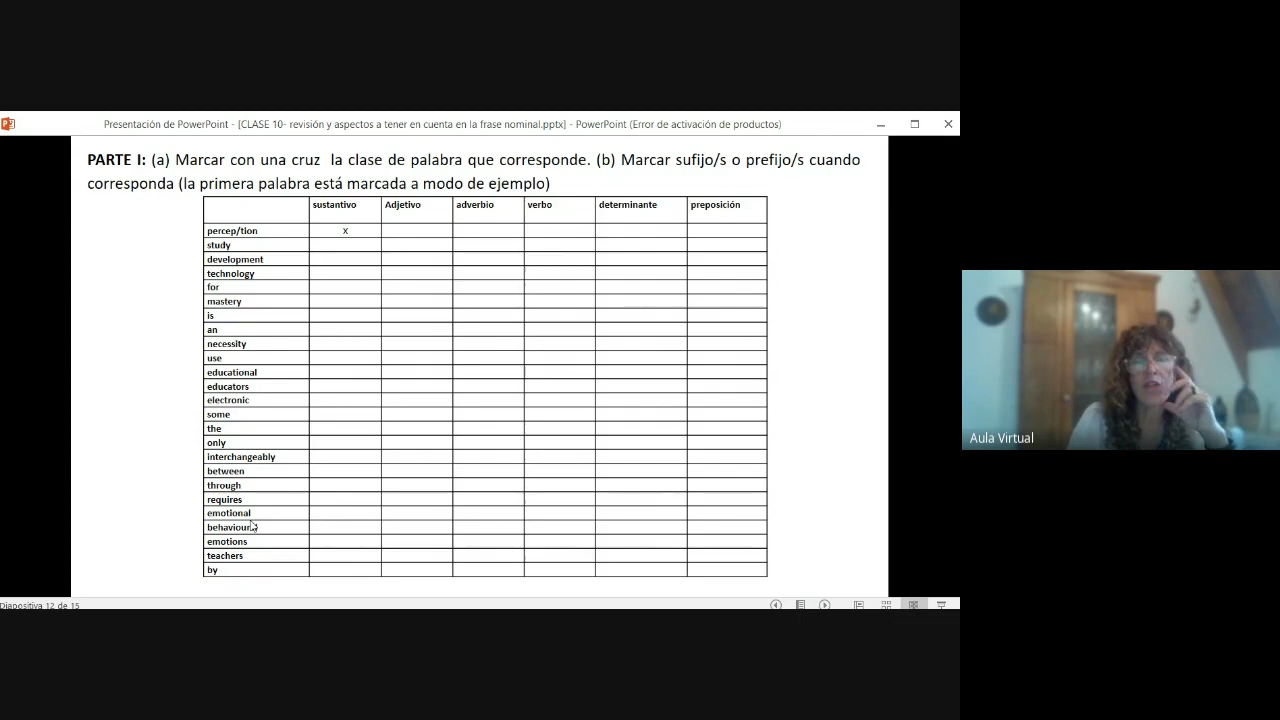 Presentación de PowerPoint - [CLASE 10- revisión y aspectos a tener en cuenta en la frase nominal.pptx] - PowerPoint (Error de activación de productos)
PARTE I: (a) Marcar con una cruz la clase de palabra que corresponde. (b) Marcar sufijo/s o prefijo/s cuando
corresponda (la primera palabra está marcada a modo de ejemplo)
sustantivo Adjetivo adverbio verbo determinante preposición
percep/tion x
study
development
technology
for
mastery
is
an
necessity
use
educational
educators
electronic
some
the
only
interchangeably
between
through
requires
emotional
emotions
teachers
by
Aula Virtual
Diapositiva 12 de 15